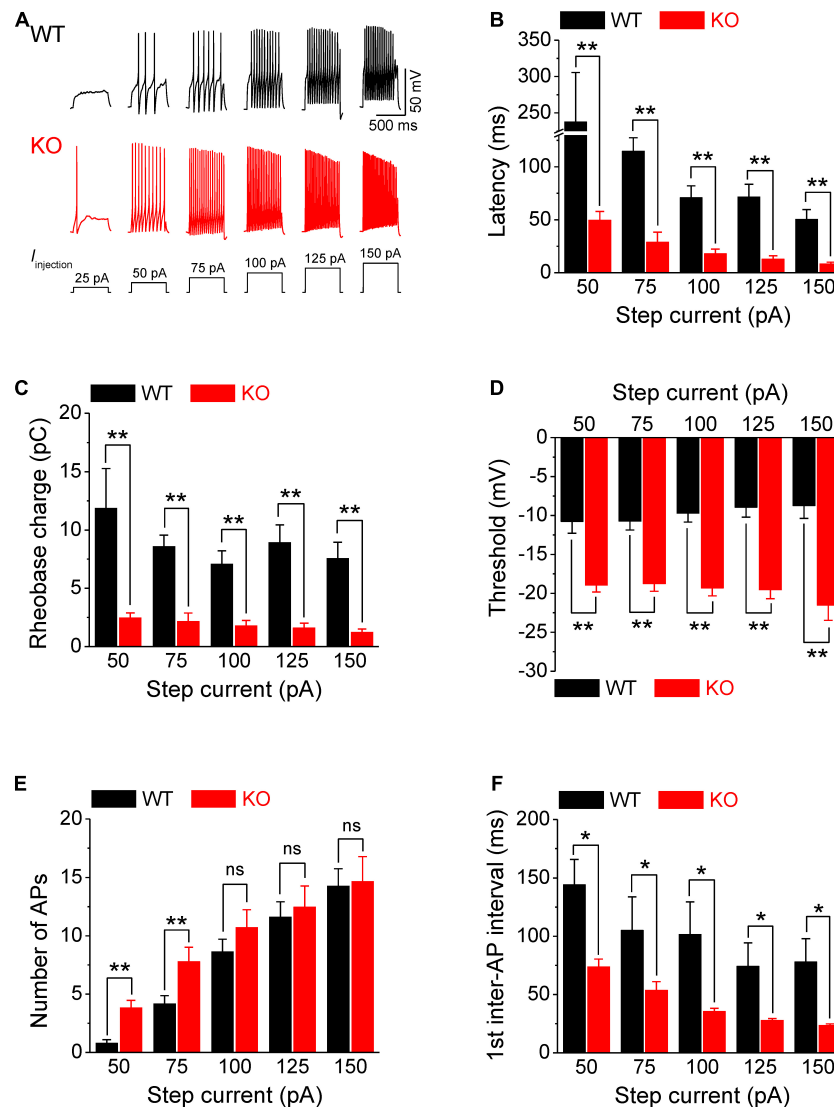 A
WT
50 mV
500 ms
KO
Iinjection
25 pA 50 pA 75 pA 100 pA 125 pA 150 pA
B
WT KO
Latency (ms)
350
300
250
100
50
0
** ** ** ** **
50 75 100 125 150
Step current (pA)
C
WT KO
Rheobase charge (pC)
20
15
10
5
0
** ** ** ** **
50 75 100 125 150
Step current (pA)
D
Step current (pA)
50 75 100 125 150
Threshold (mV)
0
-5
-10
-15
-20
-25
-30
** ** ** ** **
WT KO
E
WT KO
Number of APs
20
15
10
5
0
** ** ns ns ns
50 75 100 125 150
Step current (pA)
F
WT KO
1st inter-AP interval (ms)
200
150
100
50
0
* * * * *
50 75 100 125 150
Step current (pA)